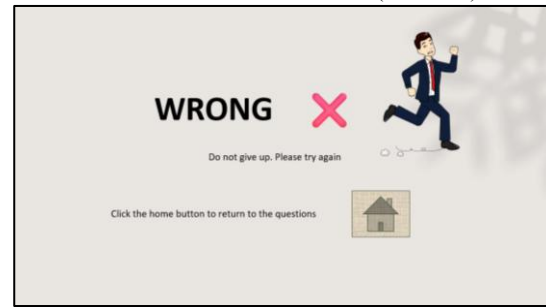 WRONG
Do not give up. Please try again
Click the home button to return to the questions